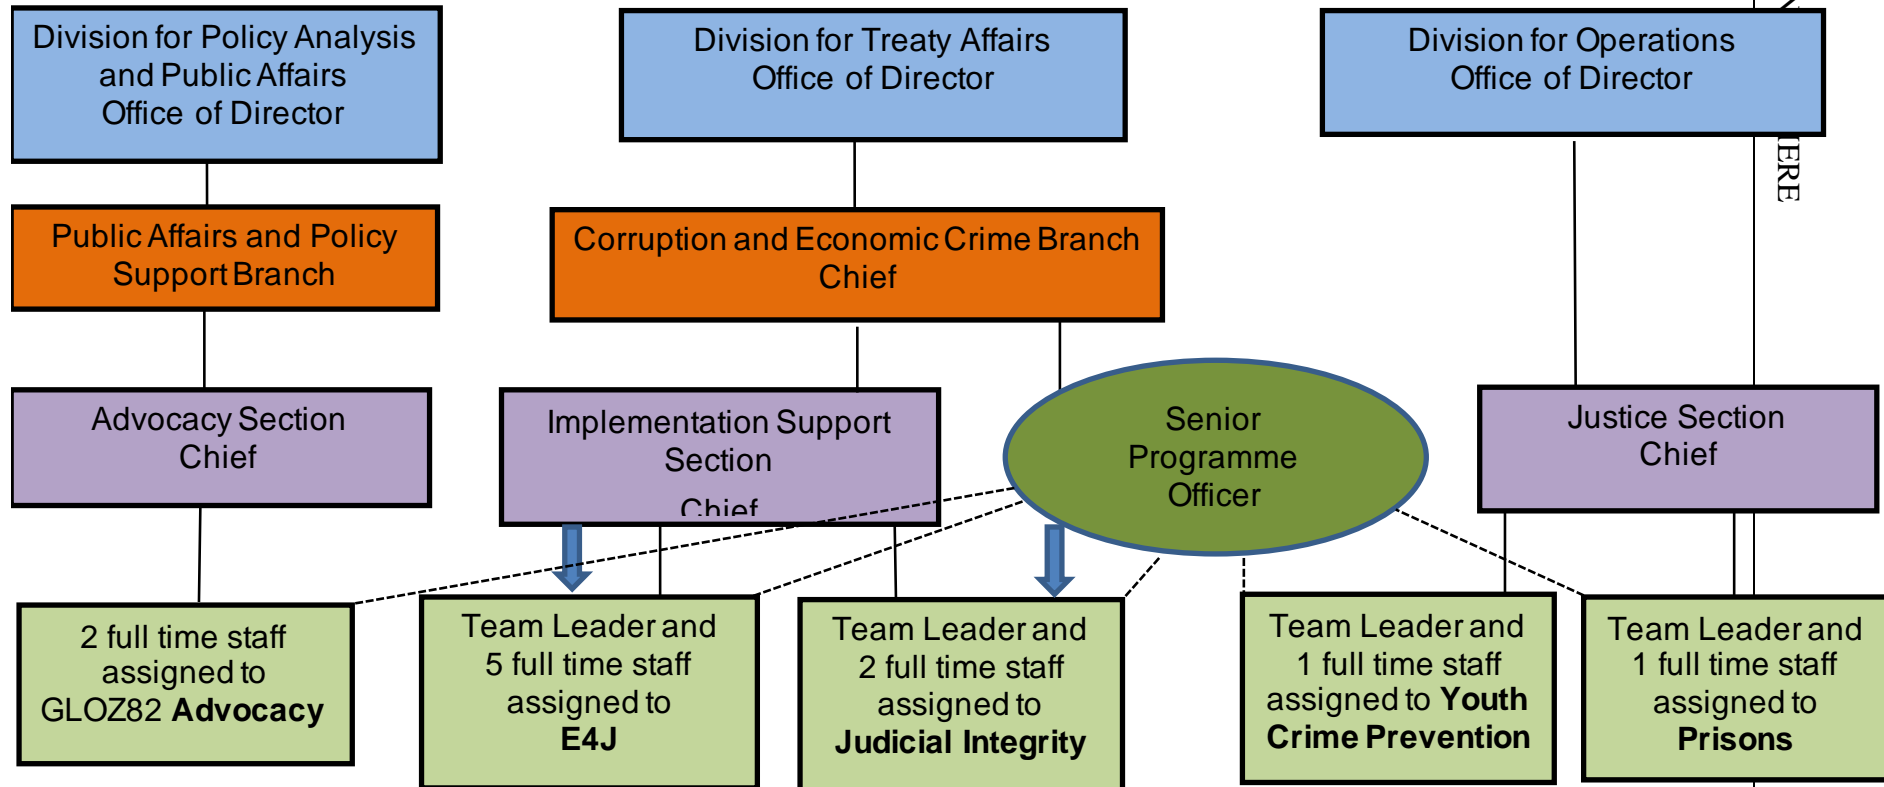 Division for Policy Analysis
and Public Affairs
Office of Director
Division for Treaty Affairs
Office of Director
Division for Operations
Office of Director
Public Affairs and Policy
Support Branch
Corruption and Economic Crime Branch
Chief
Advocacy Section
Chief
Implementation Support
Section
Chief
Senior
Programme
Officer
Justice Section
Chief
2 full time staff
assigned to
GLOZ82 Advocacy
Team Leader and
5 full time staff
assigned to
E4J
Team Leader and
2 full time staff
assigned to
Judicial Integrity
Team Leader and
1 full time staff
assigned to Youth
Crime Prevention
Team Leader and
1 full time staff
assigned to
Prisons